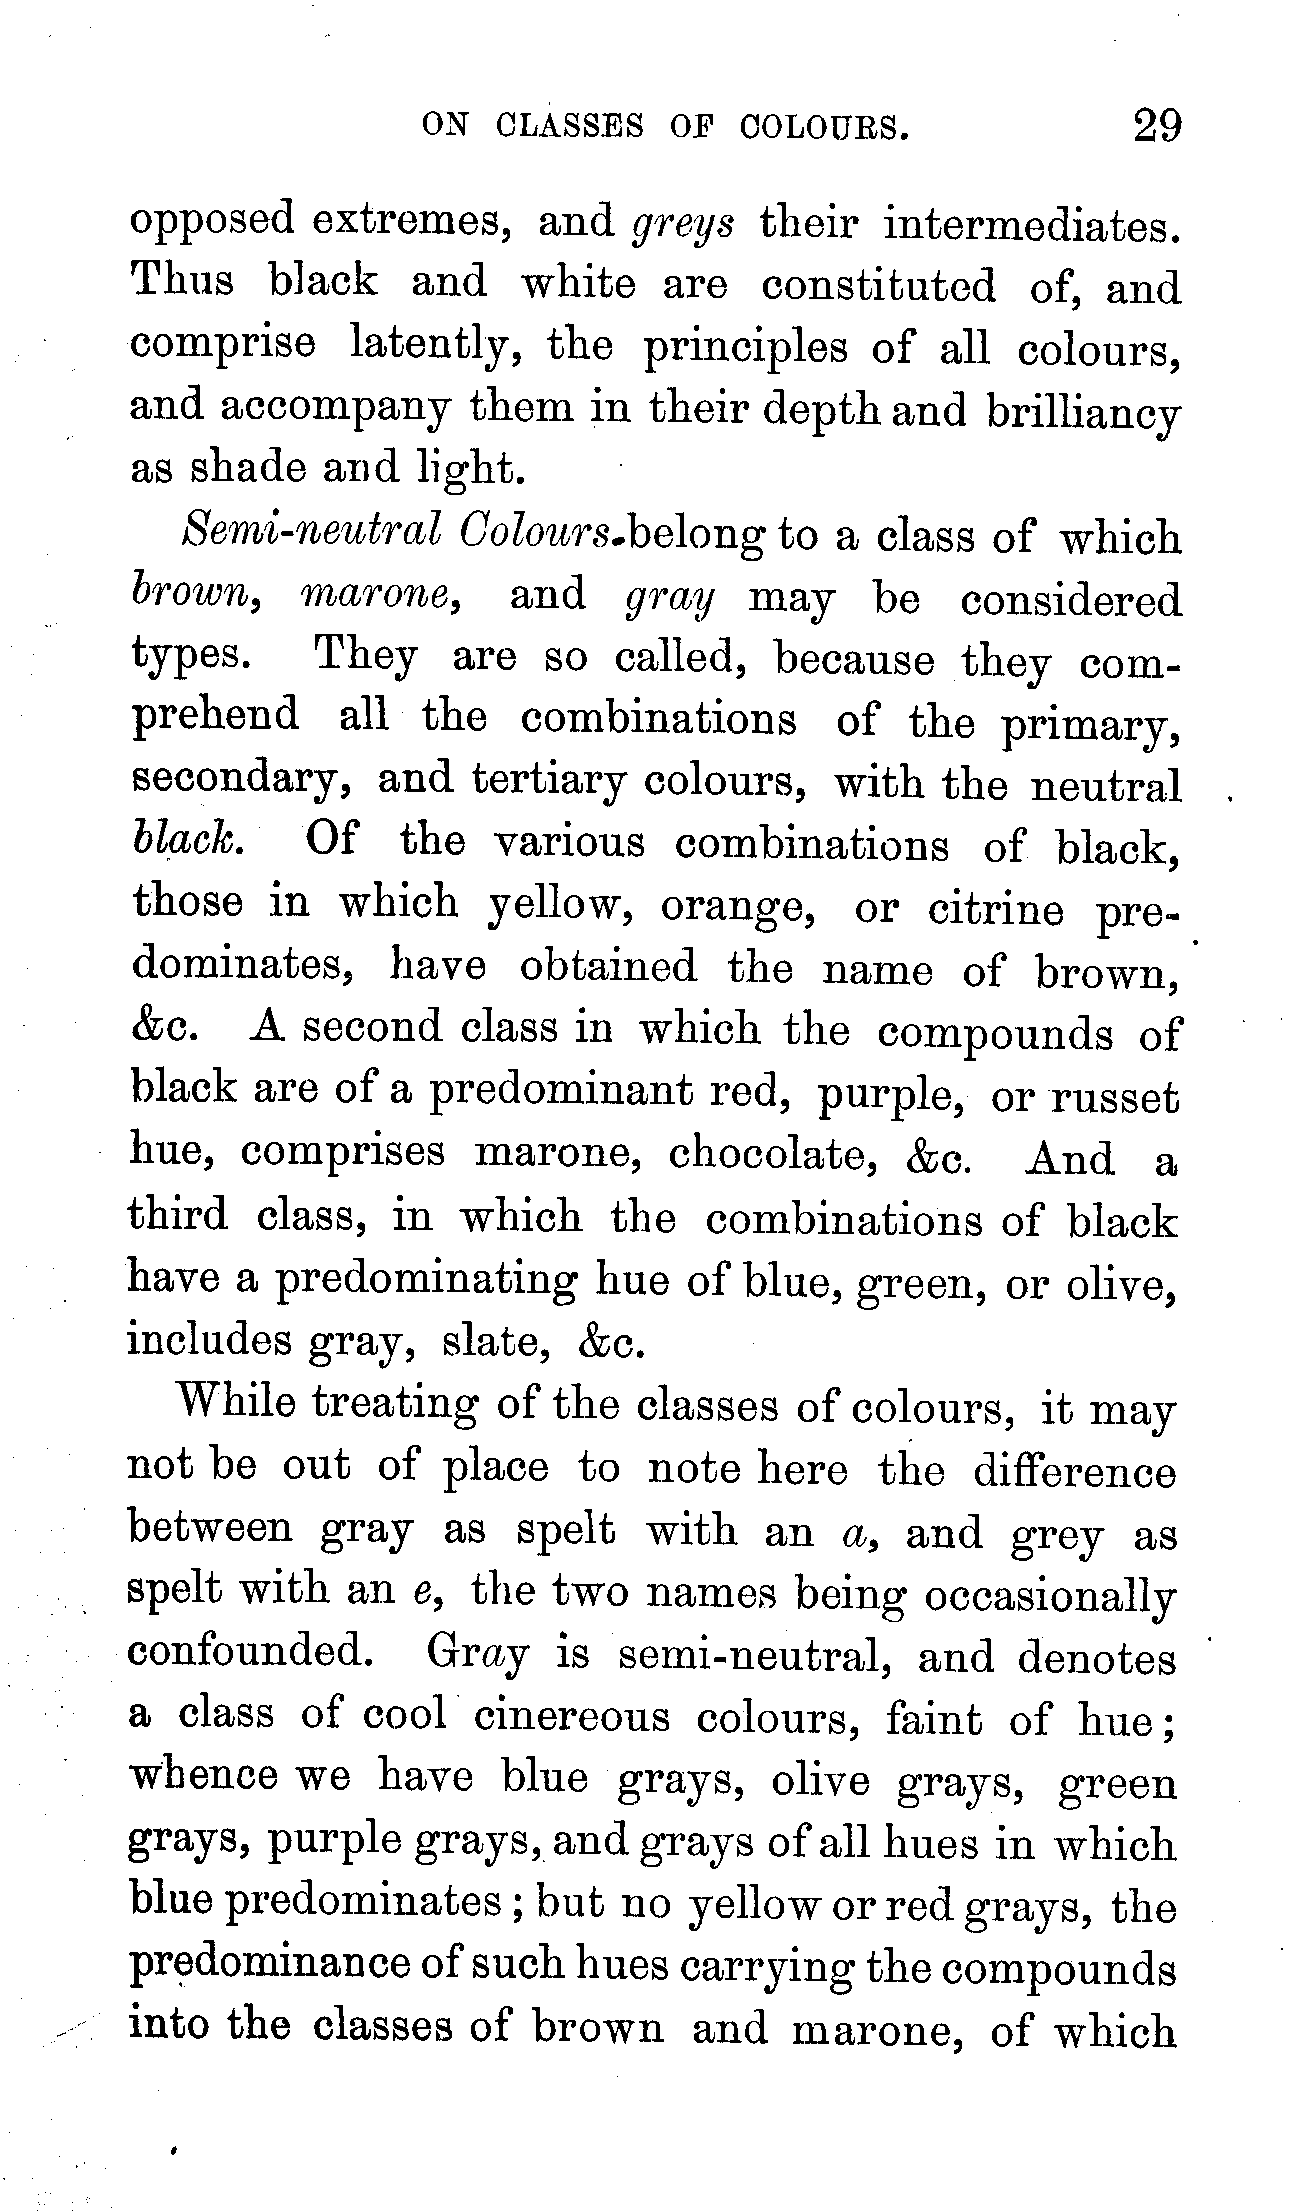 ON CLASSES OF COLOURS. 29
opposed extremes, and greys their intermediates.
Thus black and white are constituted of, and
comprise latently, the principles of all colours,
and accompany them in their depth and brilliancy
as shade and light.
Semi-neutral Colours.belong to a class of which
brown, marone, and gray may be considered
types. They are so called, because they com-
prehend all the combinations of the primary,
secondary, and tertiary colours, with the neutral
black. Of the various combinations of black,
those in which yellow, orange, or citrine pre-
dominates, have obtained the name of brown,
&c. A second class in which the compounds of
black are of a predominant red, purple, or russet
hue, comprises marone, chocolate, &c. And a
third class, in which the combinations of black
have a predominating hue of blue, green, or olive,
includes gray, slate, &c.
While treating of the classes of colours, it may
not be out of place to note here the difference
between gray as spelt with an a, and grey as
spelt with an e, the two names being occasionally
confounded. Gray is semi-neutral, and denotes
a class of cool cinereous colours, faint of hue;
whence we have blue grays, olive grays, green
grays, purple grays, and grays of all hues in which
blue predominates; but no yellow or red grays, the
predominance of such hues carrying the compounds
into the classes of brown and marone, of which